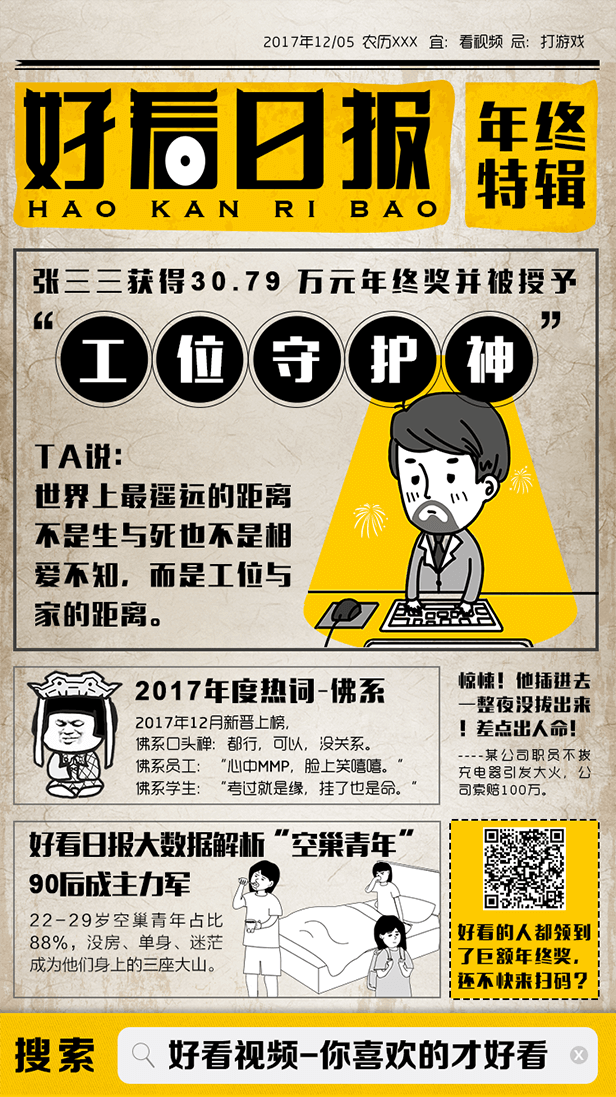 2017年12/05 农历XXX 宜: 看视频 忌: 打游戏
好看日报
HAO KAN RI BAO
年终
特辑
张三三获得30.79 万元年终奖并被授予
“工位守护神”
TA说:
世界上最遥远的距离
不是生与死也不是相
爱不知, 而是工位与
家的距离。
2017年度热词-佛系
2017年12月新晋上榜,
佛系口头禅: 都行, 可以, 没关系。
佛系员工: “心中MMP, 脸上笑嘻嘻。“
佛系学生: “考过就是缘, 挂了也是命。“
惊悚! 他插进去
一整夜没拔出来
! 差点出人命!
----某公司职员不拔
充电器引发大火, 公
司索赔100万。
好看日报大数据解析“空巢青年”
90后成主力军
22-29岁空巢青年占比
88%, 没房、单身、迷茫
成为他们身上的三座大山。
好看的人都领到
了巨额年终奖,
还不快来扫码?
搜索
好看视频-你喜欢的才好看